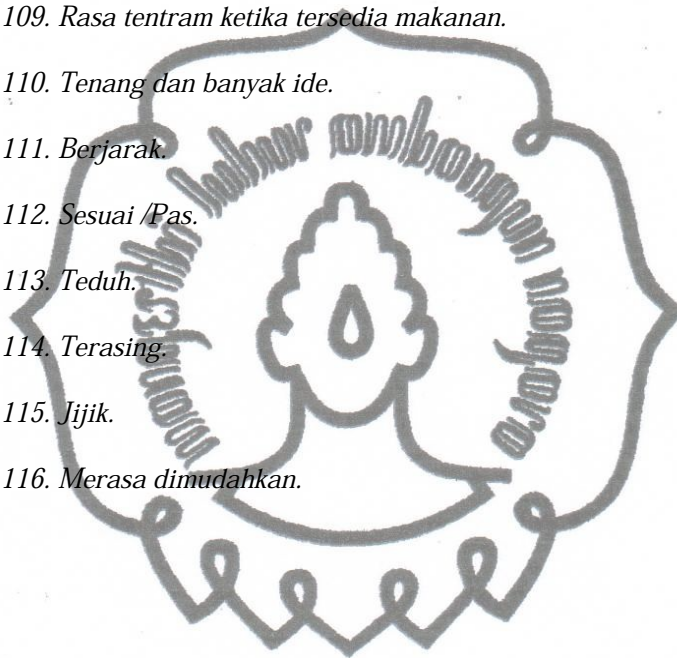 109. Rasa tentram ketika tersedia makanan.
110. Tenang dan banyak ide.
111. Berjarak.
112. Sesuai /Pas.
113. Teduh.
114. Terasing.
115. Jijik.
116. Merasa dimudahkan.